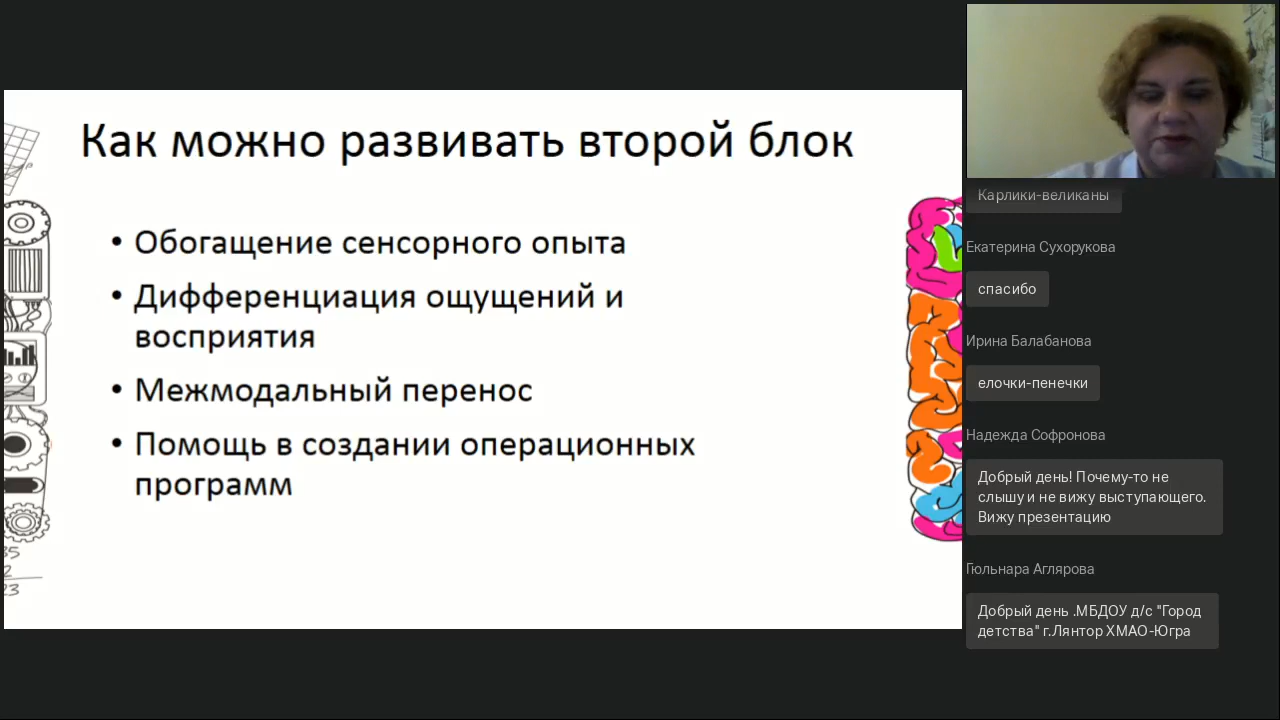 Как можно развивать второй блок
• Обогащение сенсорного опыта
• Дифференциация ощущений и
восприятия
• Межмодальный перенос
• Помощь в создании операционных
программ
Карлики-великаны
Екатерина Сухорукова
спасибо
Ирина Балабанова
елочки-пенечки
Надежда Софронова
Добрый день! Почему-то не
слышу и не вижу выступающего.
Вижу презентацию
Гюльнара Аглярова
Добрый день .МБДОУ д/с "Город
детства" г.Лянтор ХМАО-Югра